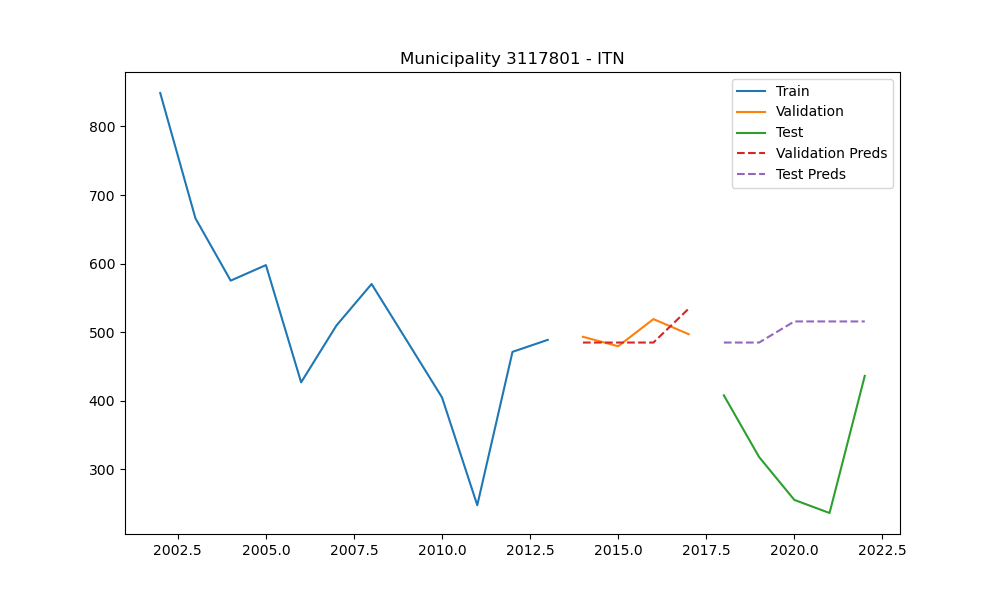 Municipality 3117801 - ITN
Train
Validation
Test
Validation Preds
Test Preds
800
700
600
500
400
300
2002.5 2005.0 2007.5 2010.0 2012.5 2015.0 2017.5 2020.0 2022.5